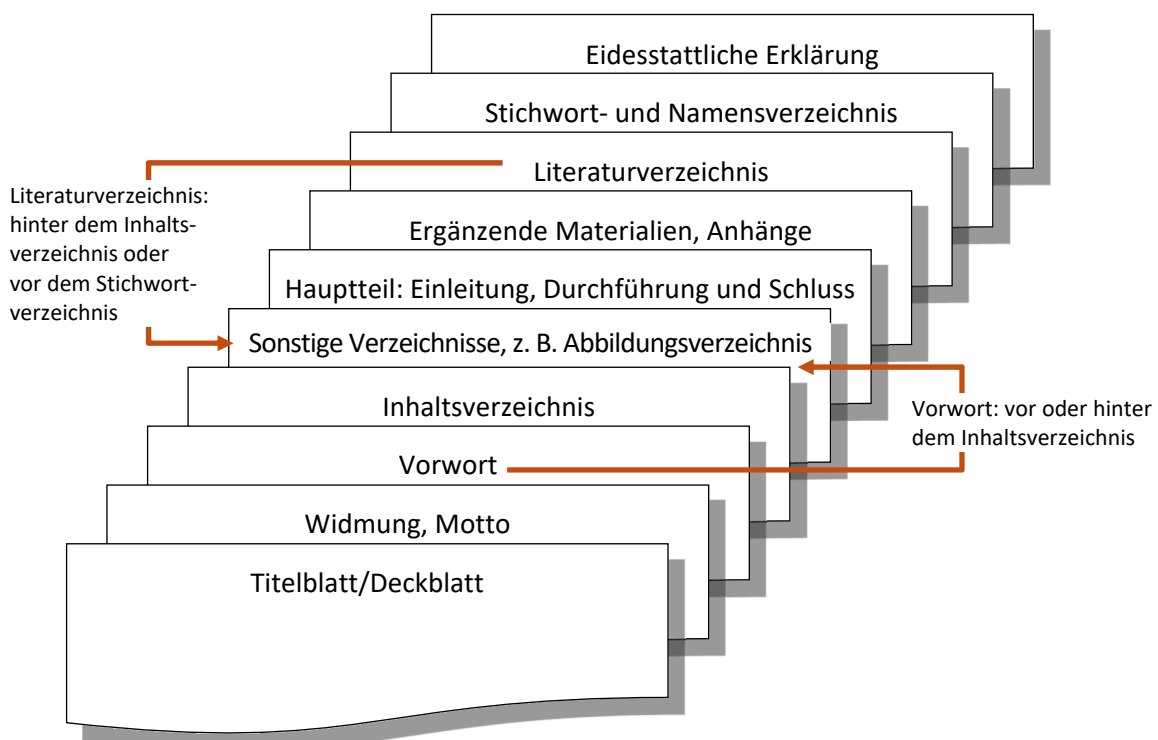 Eidesstattliche Erklärung
Stichwort- und Namensverzeichnis
Literaturverzeichnis
Literaturverzeichnis:
hinter dem Inhalts-
verzeichnis oder
vor dem Stichwort-
verzeichnis
Ergänzende Materialien, Anhänge
Hauptteil: Einleitung, Durchführung und Schluss
Sonstige Verzeichnisse, z. B. Abbildungsverzeichnis
Inhaltsverzeichnis
Vorwort: vor oder hinter
dem Inhaltsverzeichnis
Vorwort
Widmung, Motto
Titelblatt/Deckblatt